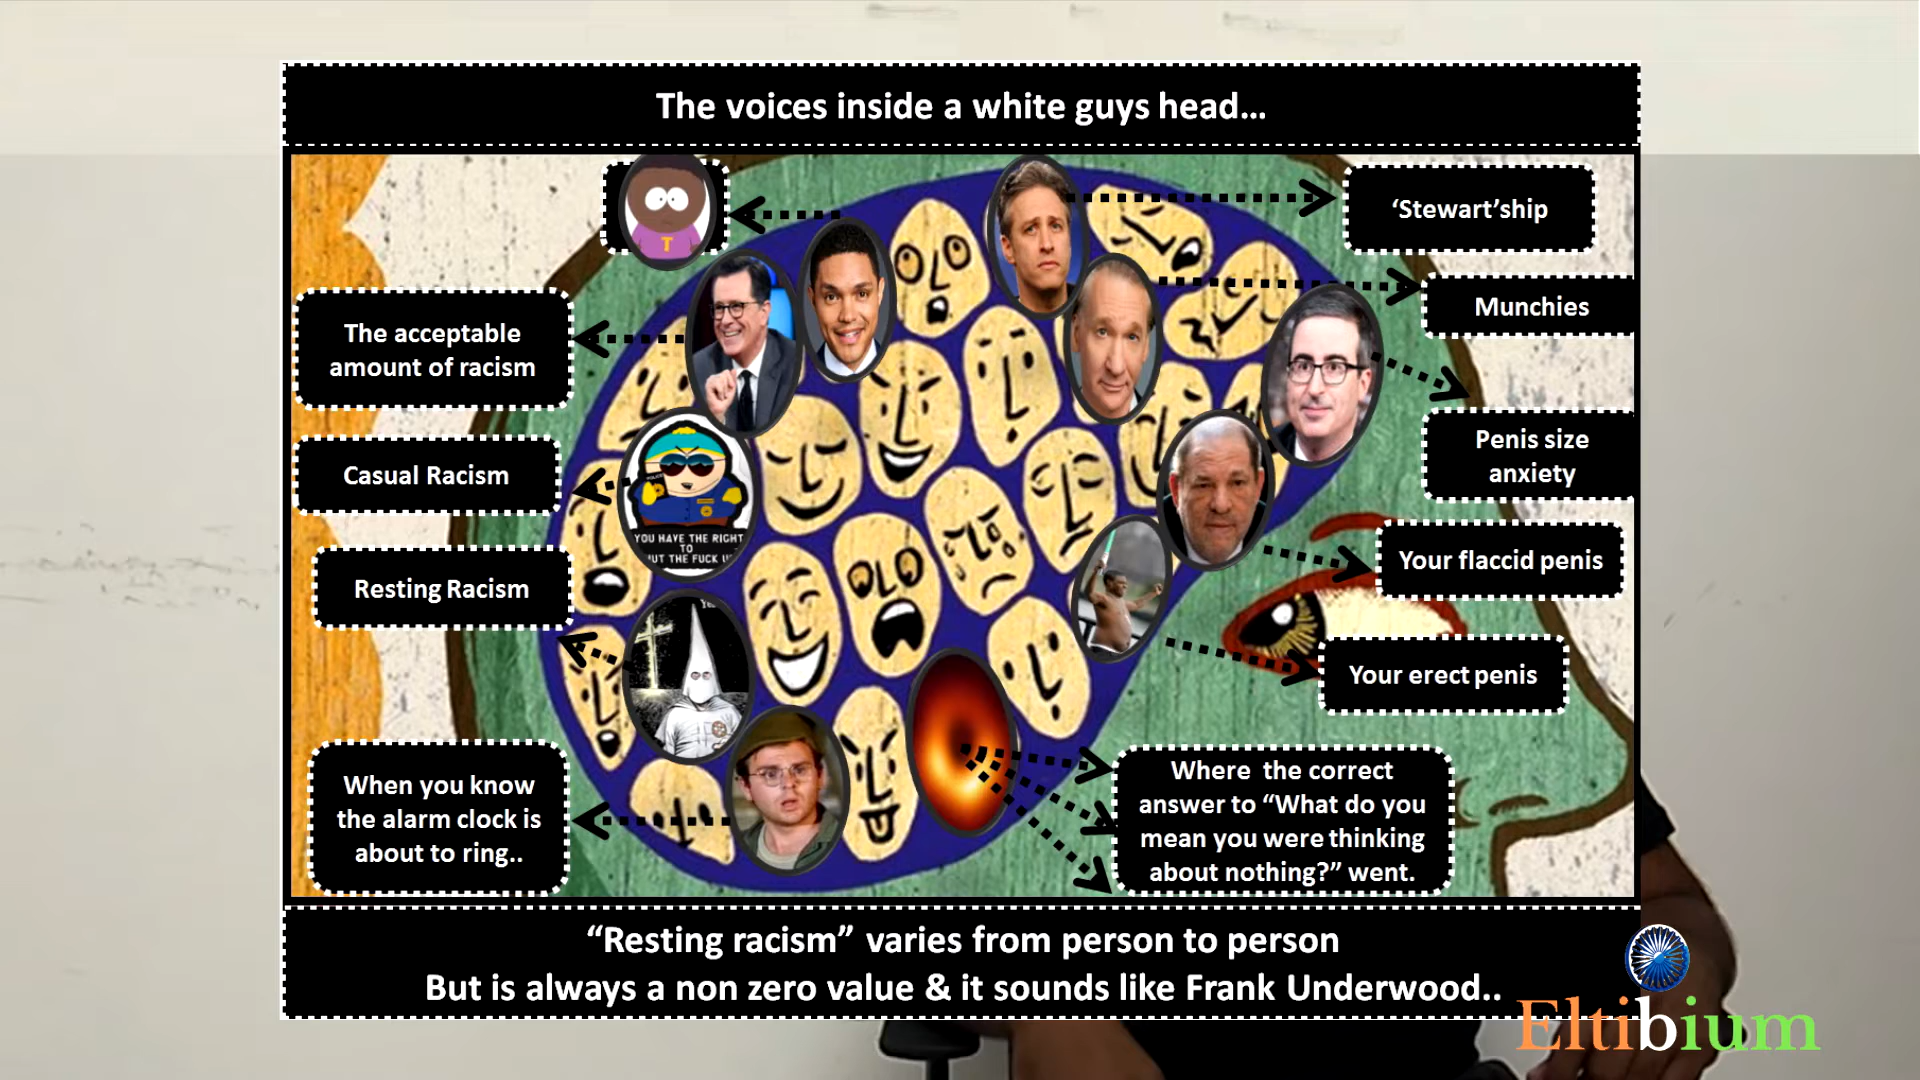 The voices inside a white guys head...
T
'Stewart'ship
Munchies
The acceptable
amount of racism
Penis size
anxiety
Casual Racism
YOU HAVE THE RIGHT
TO
THE FUCK
Your flaccid penis
Resting Racism
Your erect penis
When you know
the alarm clock is
about to ring..
Where the correct
answer to “What do you
mean you were thinking
about nothing?” went.
“Resting racism” varies from person to person
But is always a non zero value & it sounds like Frank Underwood..
Eltibium